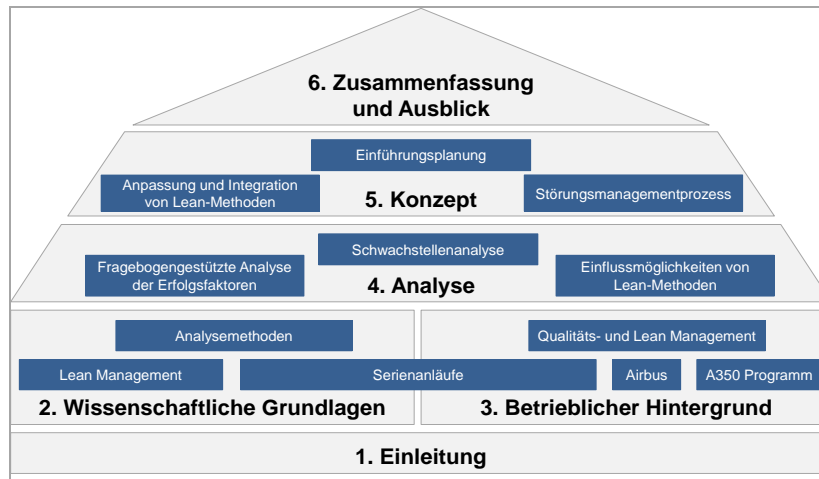 6. Zusammenfassung
und Ausblick
Einführungsplanung
Anpassung und Integration
von Lean-Methoden
5. Konzept
Störungsmanagementprozess
Schwachstellenanalyse
Fragebogengestützte Analyse
der Erfolgsfaktoren
4. Analyse
Einflussmöglichkeiten von
Lean-Methoden
Analysemethoden
Qualitäts- und Lean Management
Lean Management
Serienanläufe
Airbus
A350 Programm
2. Wissenschaftliche Grundlagen
3. Betrieblicher Hintergrund
1. Einleitung